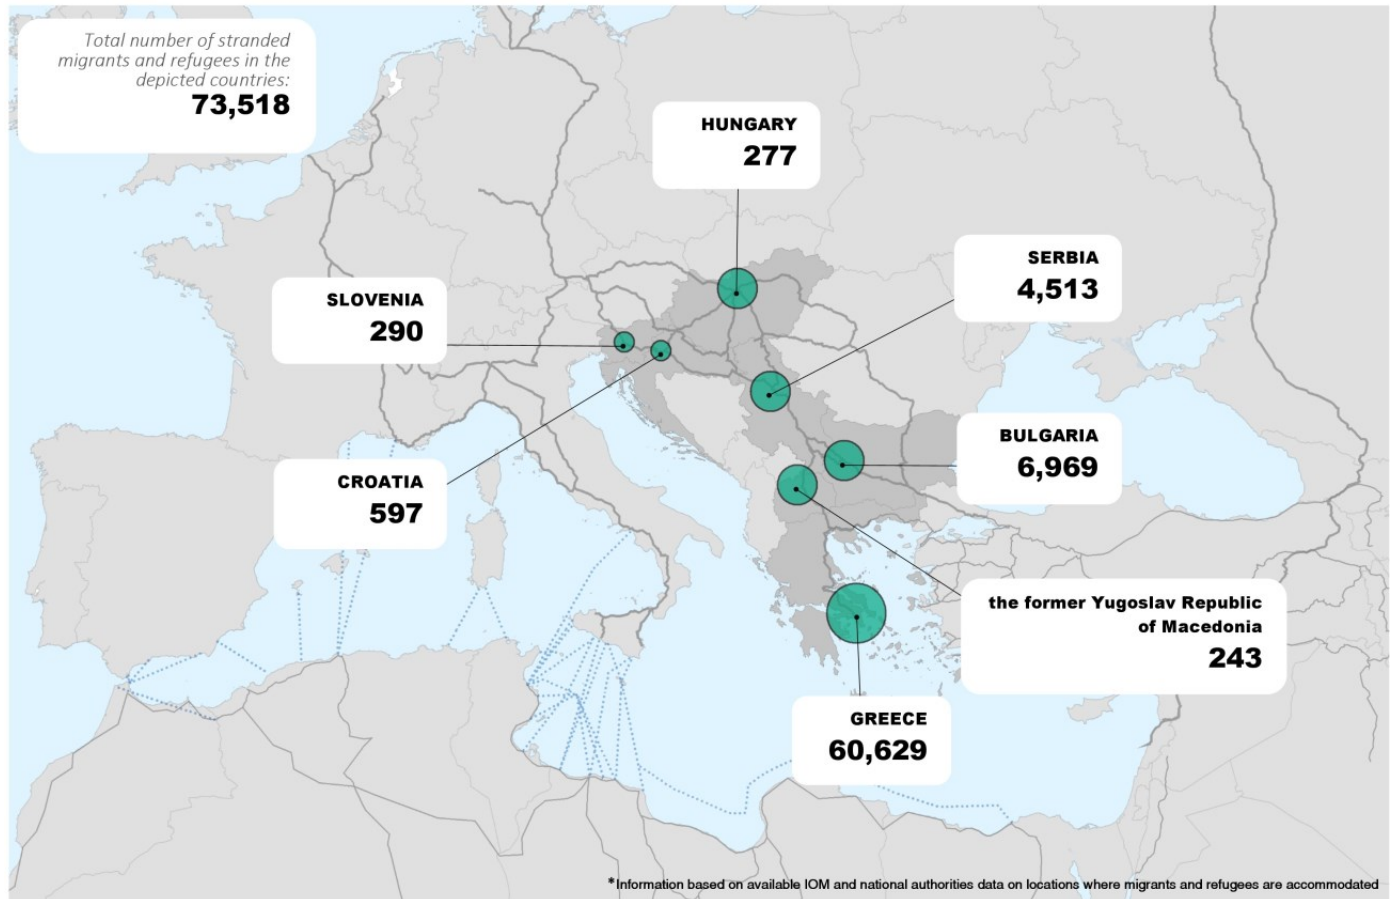 Total number of stranded
migrants and refugees in the
depicted countries:
73,518
HUNGARY
277
SERBIA
4,513
SLOVENIA
290
BULGARIA
6,969
CROATIA
597
the former Yugoslav Republic
of Macedonia
243
GREECE
60,629
*Information based on available IOM and national authorities data on locations where migrants and refugees are accommodated